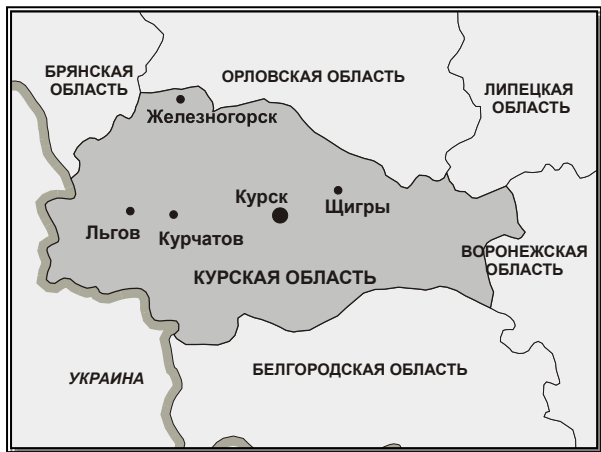 БРЯНСКАЯ
ОБЛАСТЬ
ОРЛОВСКАЯ ОБЛАСТЬ
ЛИПЕЦКАЯ
ОБЛАСТЬ
Железногорск
Курск
Щигры
Льгов
Курчатов
ВОРОНЕЖСКАЯ
ОБЛАСТЬ
КУРСКАЯ ОБЛАСТЬ
УКРАИНА
БЕЛГОРОДСКАЯ ОБЛАСТЬ